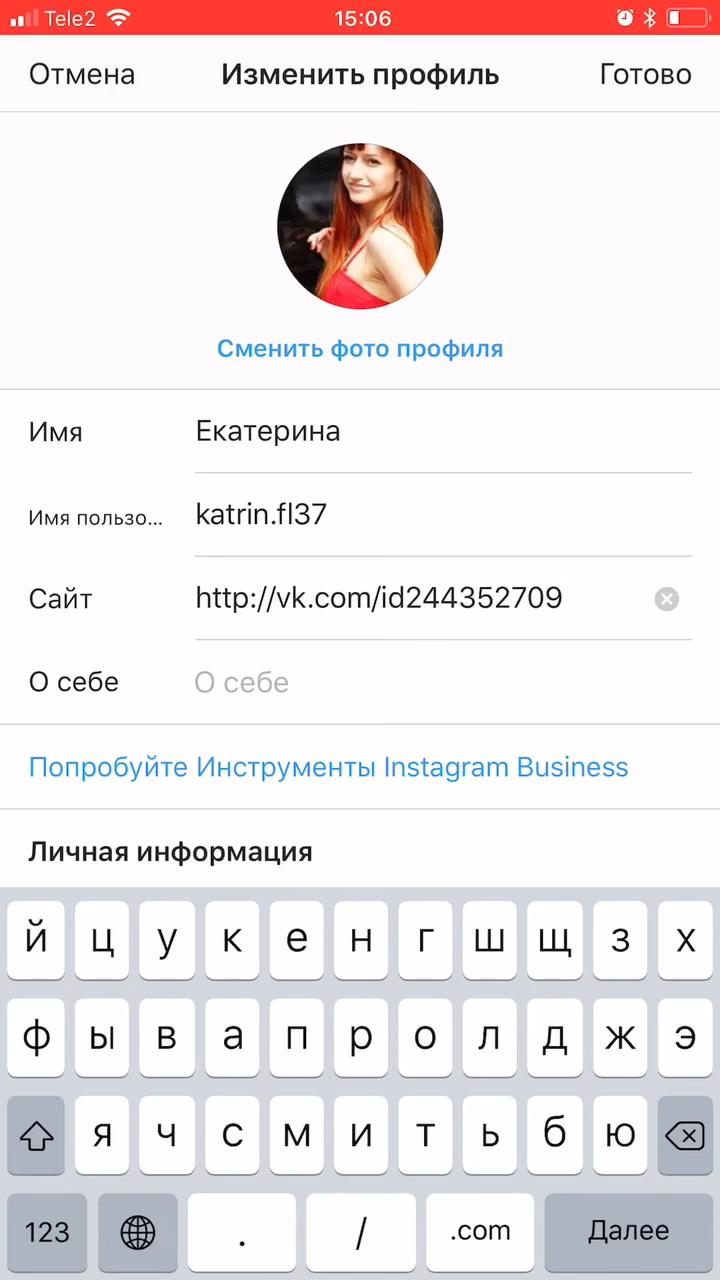 Tele2 15:06
Отмена Изменить профиль Готово
Сменить фото профиля
Имя Екатерина
Имя пользо... katrin.fl37
Сайт http://vk.com/id244352709
О себе О себе
Попробуйте Инструменты Instagram Business
Личная информация
й ц у к е н г ш щ з х
ф ы в а п р о л д ж э
я ч с м и т ь б ю
123 . / .com Далее